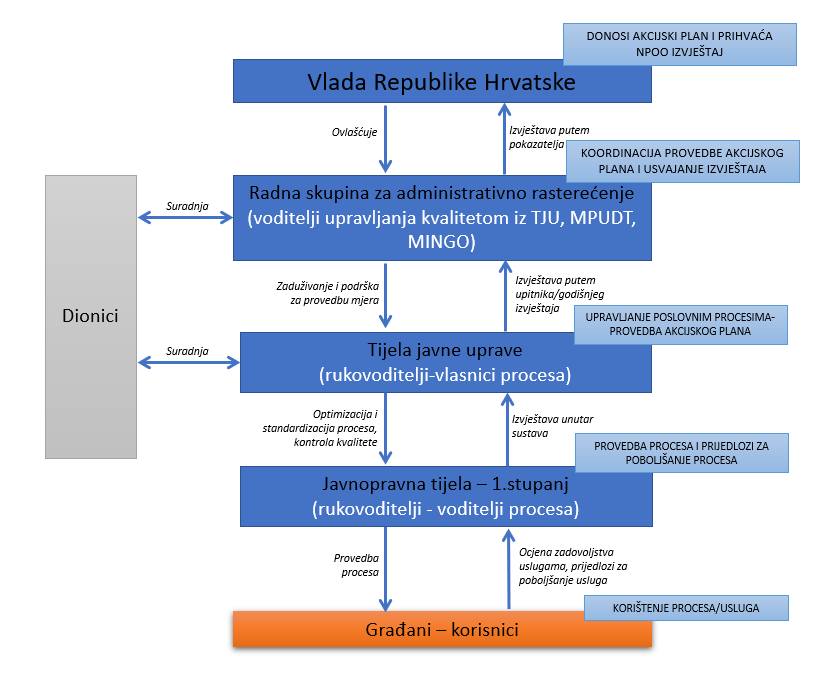 DONOSI AKCIJSKI PLAN I PRIHVAĆA
NPOO IZVJEŠTAJ
Vlada Republike Hrvatske
Ovlašćuje
Izvještava putem
pokazatelja
KOORDINACIJA PROVEDBE AKCIJSKOG
PLANA I USVAJANJE IZVJEŠTAJA
Radna skupina za administrativno rasterećenje
(voditelji upravljanja kvalitetom iz TJU, MPUDT,
MINGO)
Suradnja
Dionici
Zaduživanje i podrška
za provedbu mjera
Izvještava putem
upitnika/godišnjeg
izvještaja
UPRAVLJANJE POSLOVNIM PROCESIMA-
PROVEDBA AKCIJSKOG PLANA
Tijela javne uprave
(rukovoditelji-vlasnici procesa)
Suradnja
Optimizacija i
standardizacija procesa,
kontrola kvalitete
Izvještava unutar
sustava
PROVEDBA PROCESA I PRIJEDLOZI ZA
POBOLJŠANJE PROCESA
Javnopravna tijela – 1.stupanj
(rukovoditelji - voditelji procesa)
Provedba
procesa
Ocjena zadovoljstva
uslugama, prijedlozi za
poboljšanje usluga
KORIŠTENJE PROCESA/USLUGA
Građani – korisnici